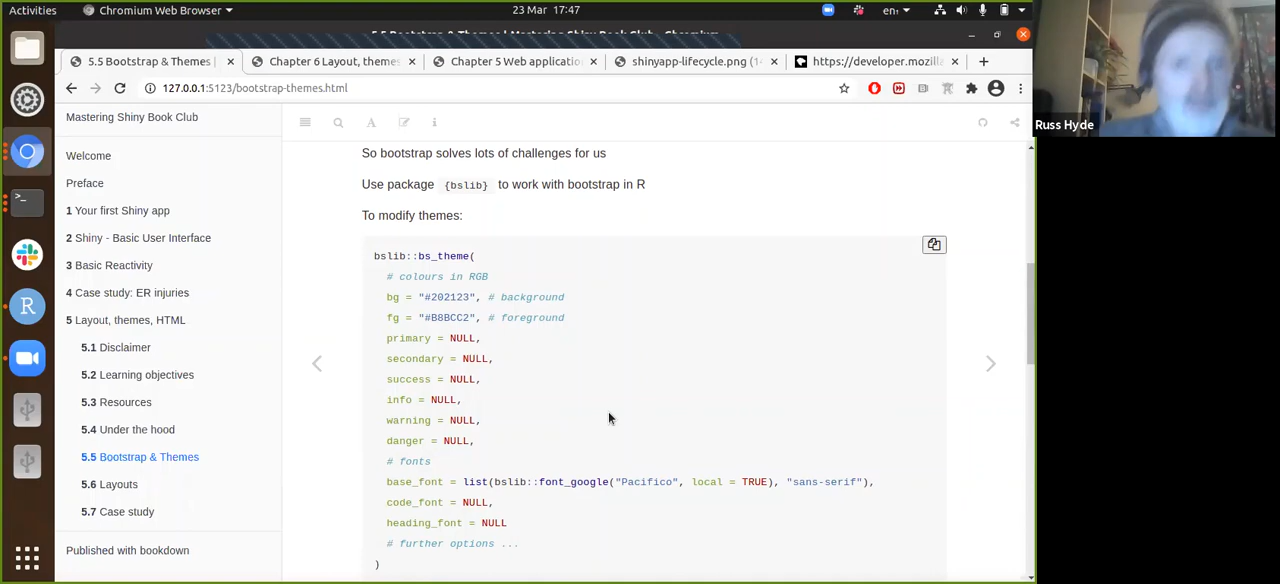 Activities
Chromium Web Browser
23 Mar 17:47
en₁
5.5 Bootstrap & Themes | Mastering Shiny Book Club - Chromium
5.5 Bootstrap & Themes |
Chapter 6 Layout, theme
Chapter 5 Web applicatio
shinyapp-lifecycle.png (1
https://developer.mozill
127.0.0.1:5123/bootstrap-themes.html
Russ Hyde
Mastering Shiny Book Club
Welcome
Preface
1 Your first Shiny app
2 Shiny - Basic User Interface
3 Basic Reactivity
4 Case study: ER injuries
5 Layout, themes, HTML
5.1 Disclaimer
5.2 Learning objectives
5.3 Resources
5.4 Under the hood
5.5 Bootstrap & Themes
5.6 Layouts
5.7 Case study
Published with bookdown
So bootstrap solves lots of challenges for us
Use package {bslib} to work with bootstrap in R
To modify themes:
bslib::bs_theme(
# colours in RGB
bg = "#202123", # background
fg = "#B8BCC2", # foreground
primary = NULL,
secondary = NULL,
success = NULL,
info = NULL,
warning = NULL,
danger = NULL,
# fonts
base_font = list(bslib::font_google("Pacifico", local = TRUE), "sans-serif"),
code_font = NULL,
heading_font = NULL
# further options ...
)